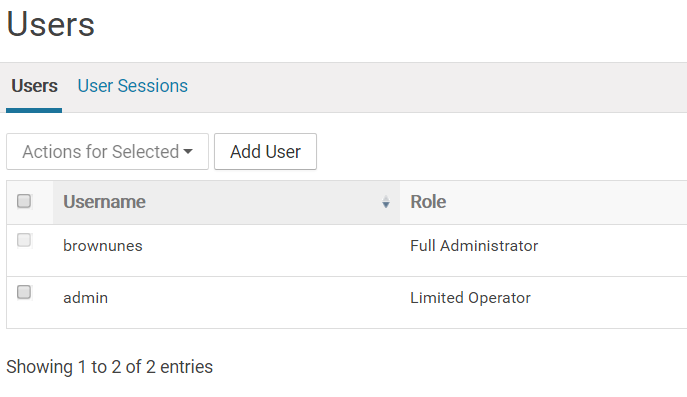 Users
Users User Sessions
Actions for Selected Add User
Username Role
brownunes Full Administrator
admin Limited Operator
Showing 1 to 2 of 2 entries